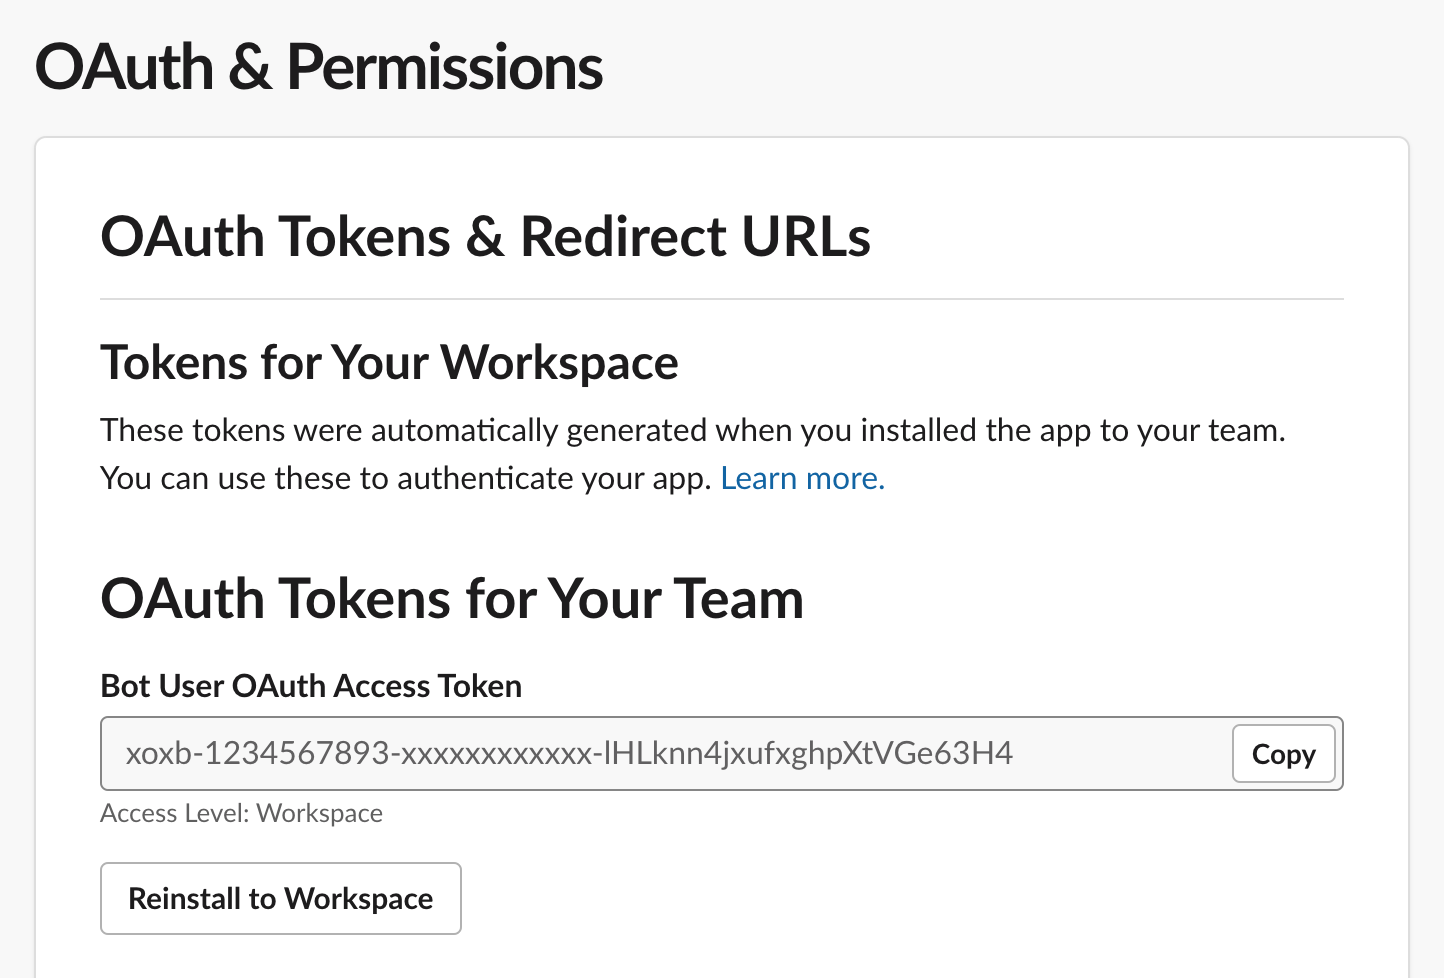 OAuth & Permissions
OAuth Tokens & Redirect URLs
Tokens for Your Workspace
These tokens were automatically generated when you installed the app to your team.
You can use these to authenticate your app. Learn more.
OAuth Tokens for Your Team
Bot User OAuth Access Token
xoxb-1234567893-xxxxxxxxxxxx-lHLknn4jxufxghpXtVGe63H4
Copy
Access Level: Workspace
Reinstall to Workspace